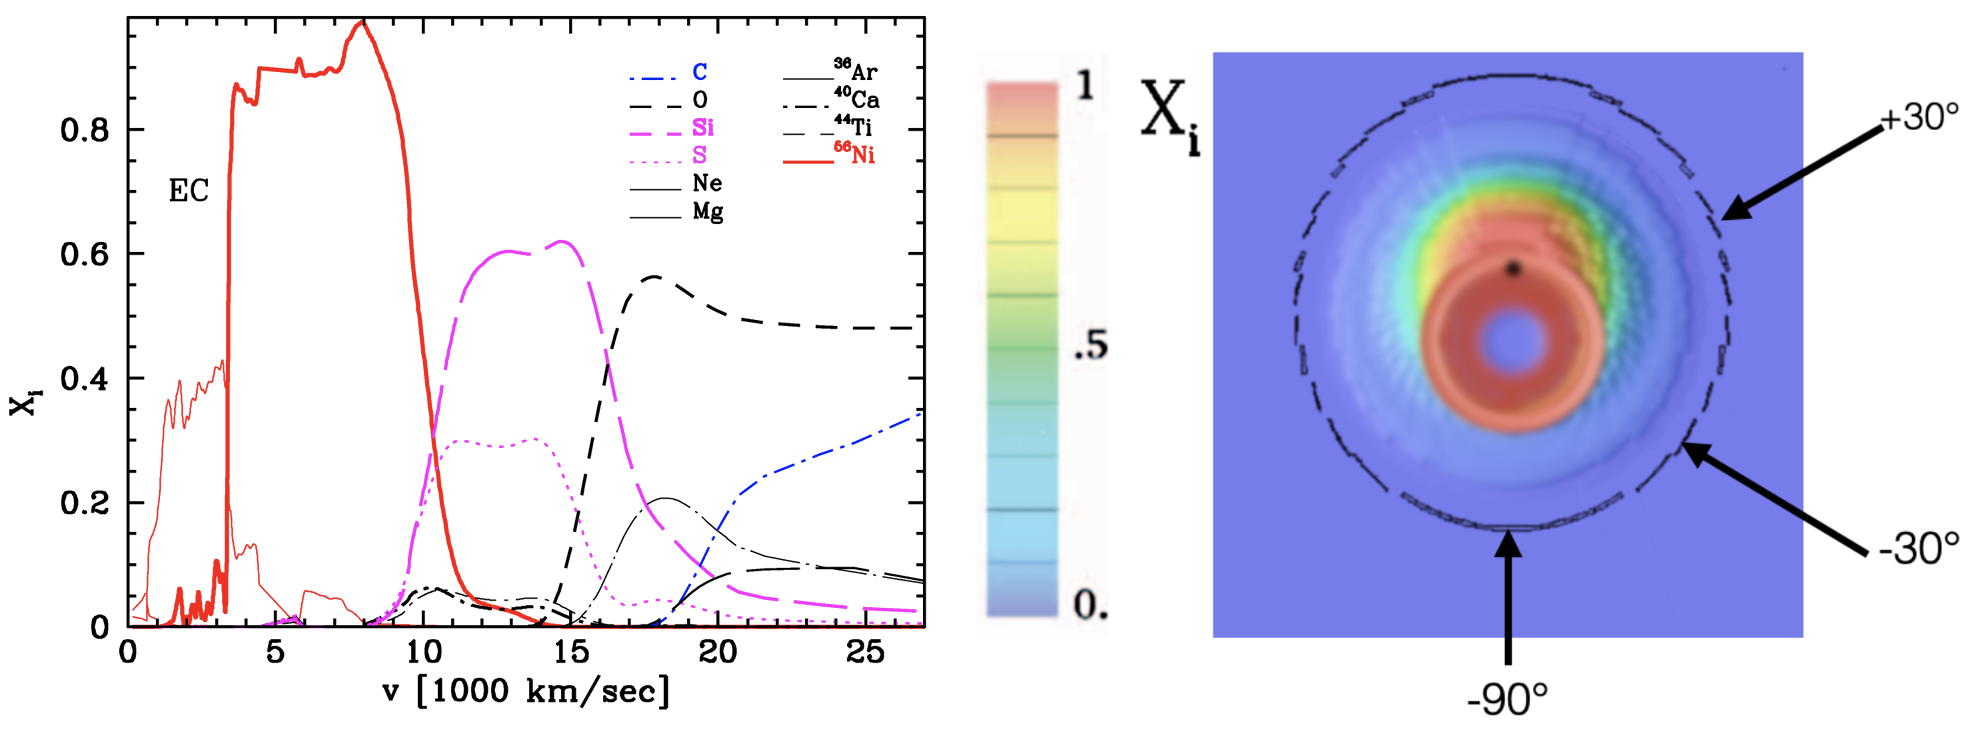 0.8
0.6
0.4
0.2
0
X_i
EC
C
O
Si
S
Ne
Mg
³⁶Ar
⁴⁰Ca
⁴⁴Ti
⁵⁶Ni
0 5 10 15 20 25
v [1000 km/sec]
1
.5
0.
X_i
+30°
-30°
-90°